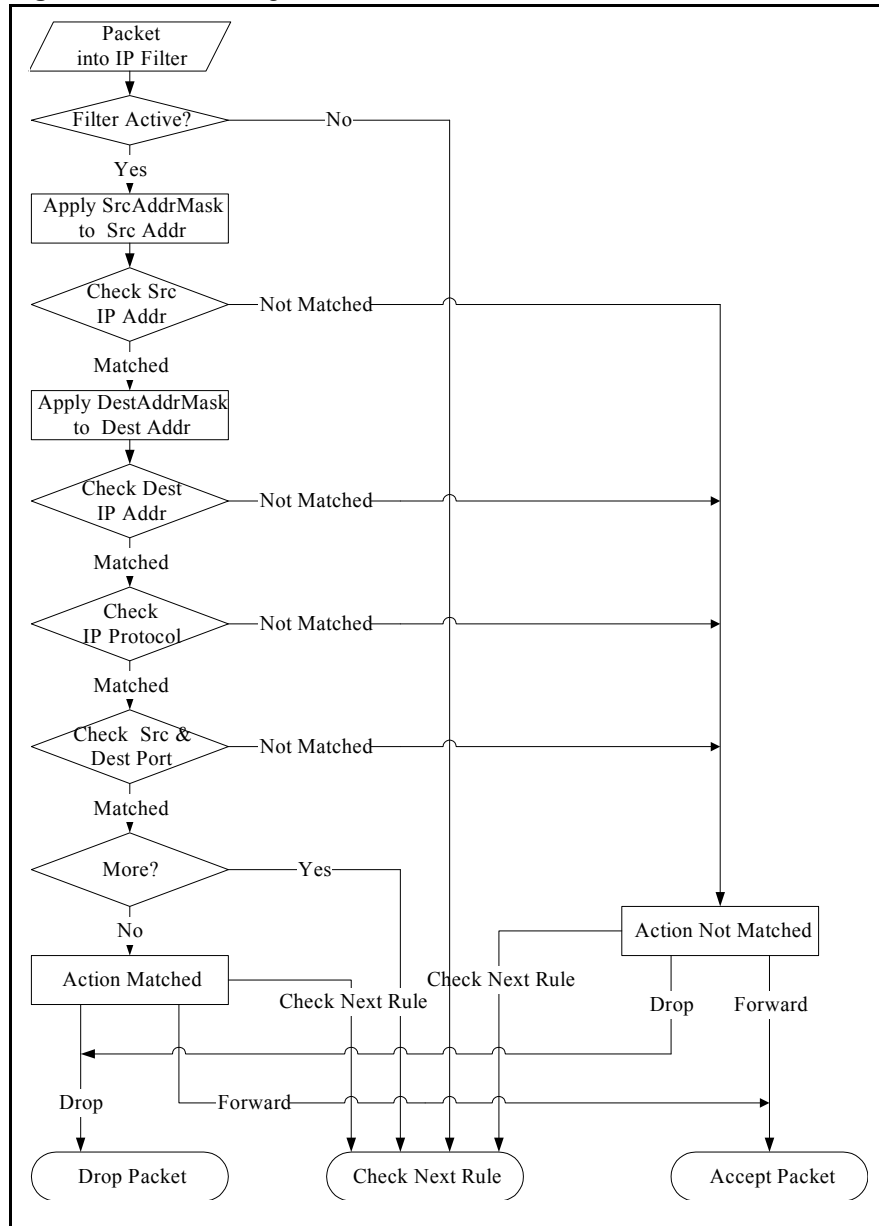 Packet
into IP Filter
Filter Active?
No
Yes
Apply SrcAddrMask
to Src Addr
Check Src
IP Addr
Not Matched
Matched
Apply DestAddrMask
to Dest Addr
Check Dest
IP Addr
Not Matched
Matched
Check
IP Protocol
Not Matched
Matched
Check Src &
Dest Port
Not Matched
Matched
More?
Yes
No
Action Not Matched
Action Matched
Check Next Rule
Check Next Rule
Drop
Forward
Drop
Forward
Drop Packet
Check Next Rule
Accept Packet